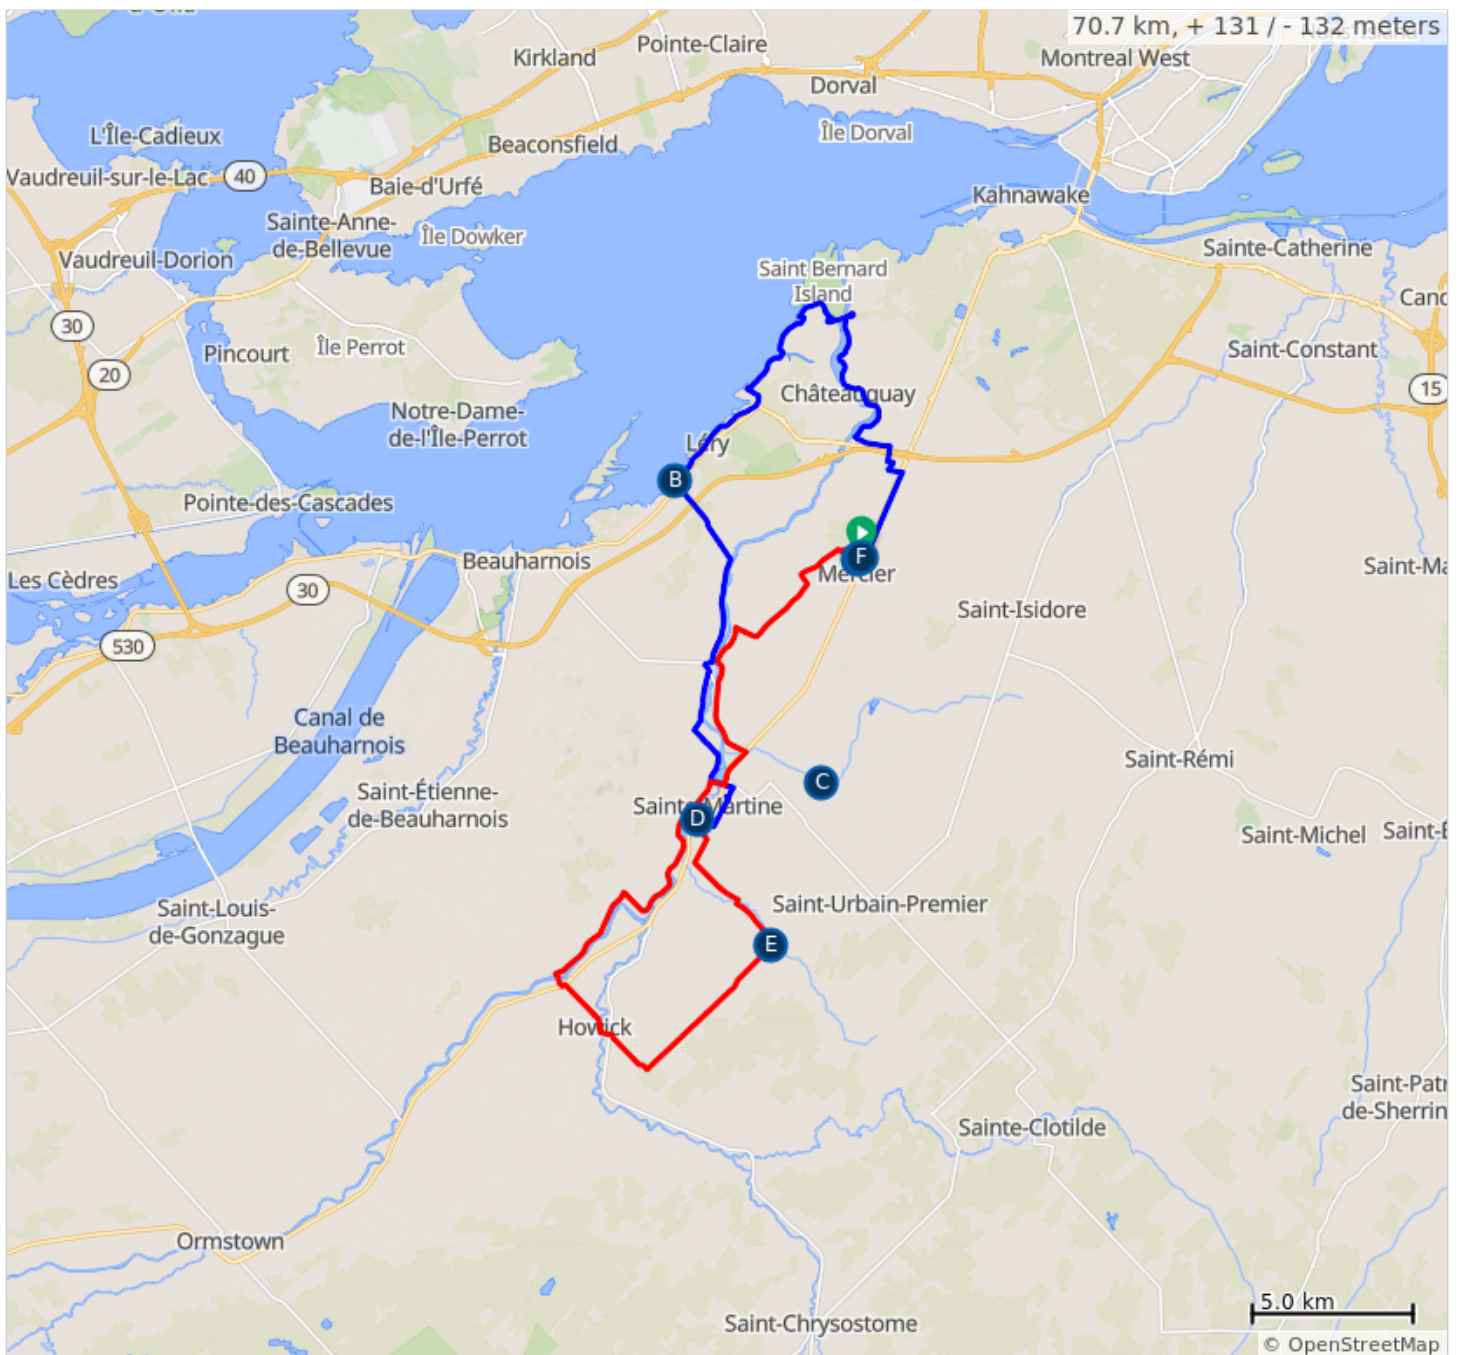 70.7 km, + 131 / - 132 meters
Kirkland
Pointe-Claire
Montreal West
Dorval
L'Île-Cadieux
Île Dorval
Beaconsfield
Vaudreuil-sur-le-Lac
40
Baie-d'Urfé
Kahnawake
Sainte-Anne-
de-Bellevue
Île Dowker
Sainte-Catherine
Vaudreuil-Dorion
Saint Bernard
Island
30
Île Perrot
Pincourt
Saint-Constant
20
15
Châteauguay
Notre-Dame-
de-l'Île-Perrot
Léry
B
Pointe-des-Cascades
Beauharnois
F
Mercier
Les Cèdres
30
Saint-Isidore
530
Canal de
Beauharnois
Saint-Rémi
C
Saint-Étienne-
de-Beauharnois
Sainte-Martine
D
Saint-Michel
Saint-Louis-
de-Gonzague
Saint-Urbain-Premier
E
Howick
Sainte-Clotilde
Ormstown
Saint-Chrysostome
5.0 km
© OpenStreetMap